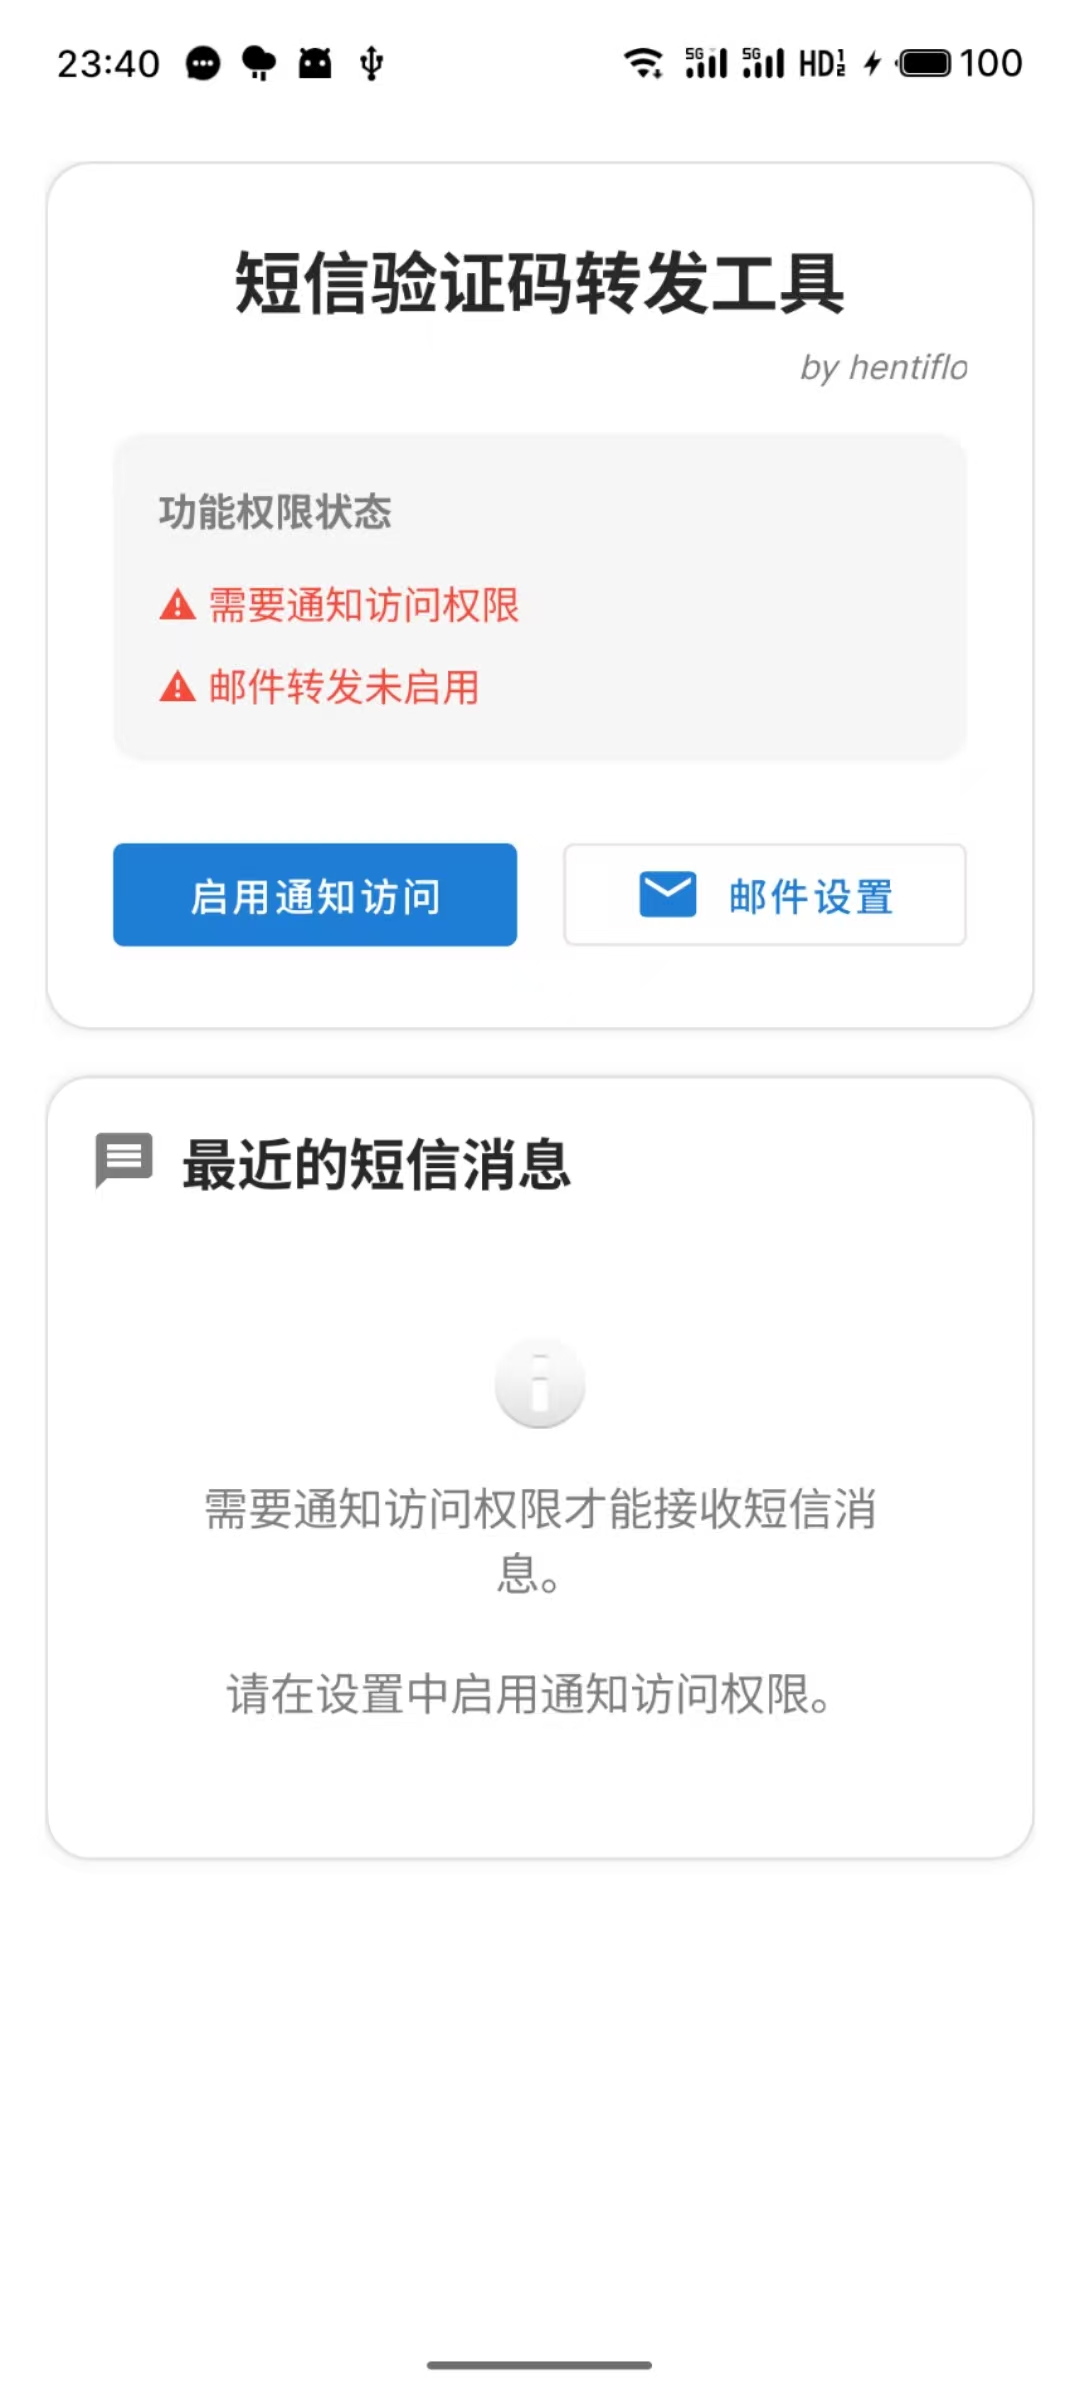 23:40 5G 5G HD 1 2 100
短信验证码转发工具
by hentiflo
功能权限状态
需要通知访问权限
邮件转发未启用
启用通知访问
邮件设置
最近的短信消息
需要通知访问权限才能接收短信消
息。
请在设置中启用通知访问权限。